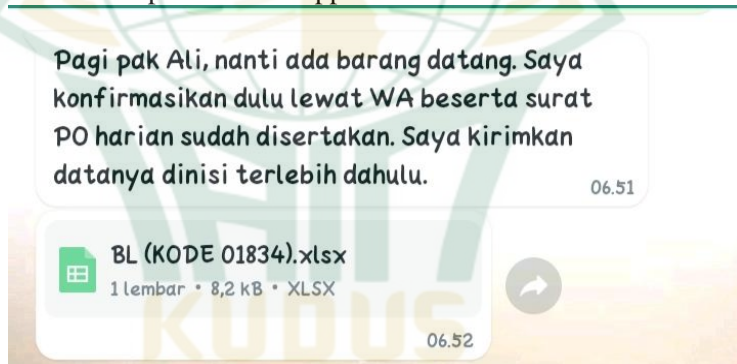 Pagi pak Ali, nanti ada barang datang. Saya
konfirmasikan dulu lewat WA beserta surat
PO harian sudah disertakan. Saya kirimkan
datanya dinisi terlebih dahulu.
06.51
BL (KODE 01834).xlsx
1 lembar • 8,2 kB • XLSX
06.52
KUDUS